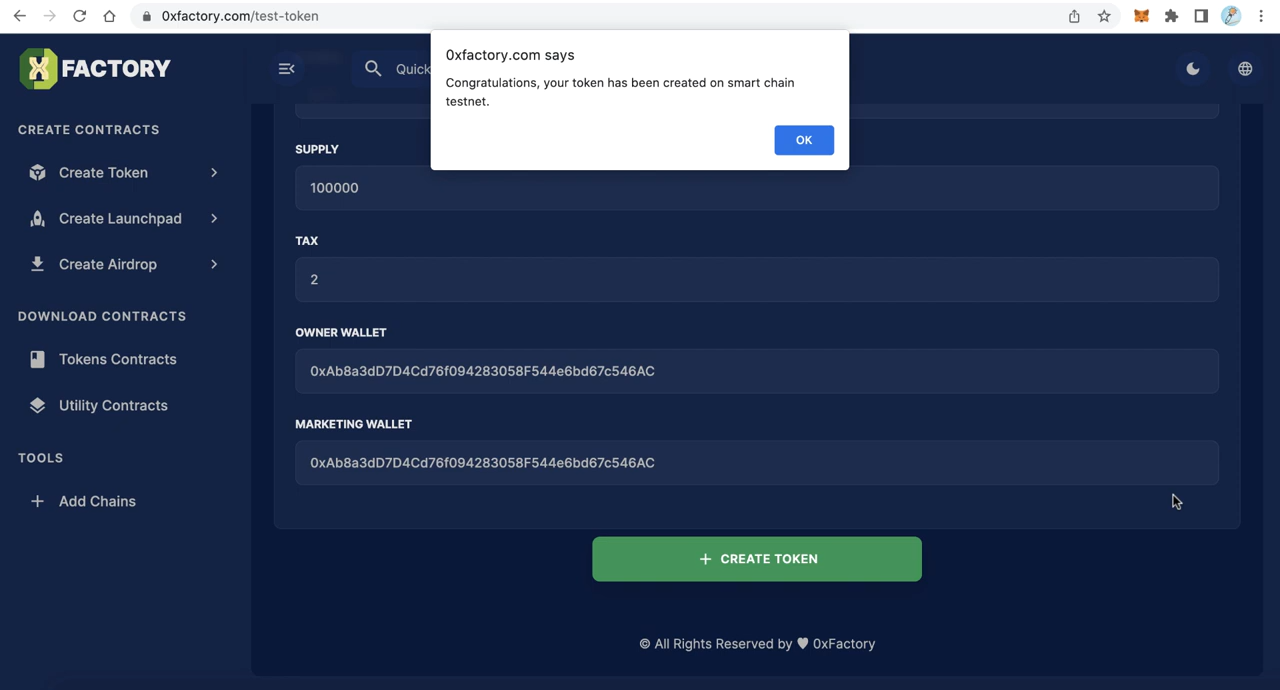 0xfactory.com/test-token
0xfactory.com says
Congratulations, your token has been created on smart chain
testnet.
OK
X FACTORY
Quick
CREATE CONTRACTS
Create Token
Create Launchpad
Create Airdrop
DOWNLOAD CONTRACTS
Tokens Contracts
Utility Contracts
TOOLS
Add Chains
SUPPLY
100000
TAX
2
OWNER WALLET
0xAb8a3dD7D4Cd76f094283058F544e6bd67c546AC
MARKETING WALLET
0xAb8a3dD7D4Cd76f094283058F544e6bd67c546AC
+ CREATE TOKEN
© All Rights Reserved by ♥ 0xFactory